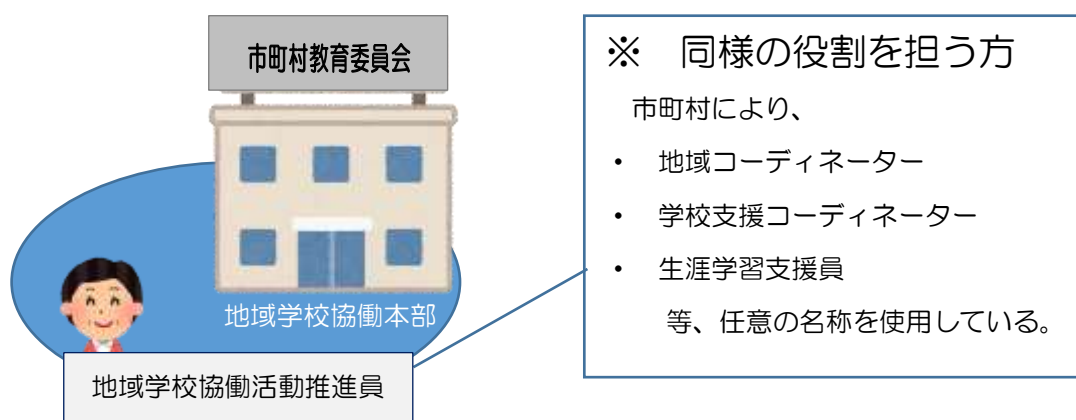 市町村教育委員会
地域学校協働本部
地域学校協働活動推進員
※　同様の役割を担う方
市町村により、
・　地域コーディネーター
・　学校支援コーディネーター
・　生涯学習支援員
等、任意の名称を使用している。